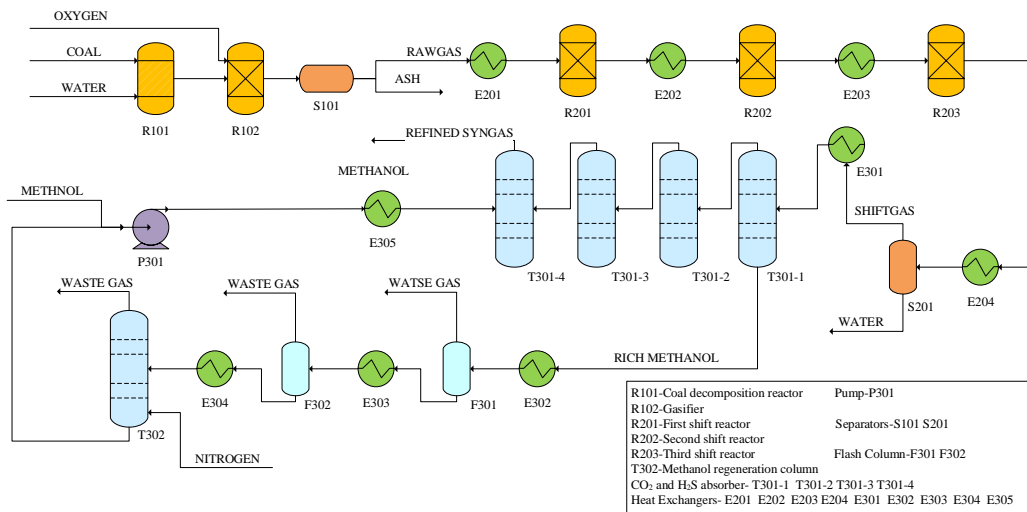 OXYGEN
COAL
WATER
R101
R102
S101
RAWGAS
ASH
E201
R201
E202
R202
E203
R203
REFINED SYNGAS
METHANOL
METHNOL
P301
E305
T301-4
T301-3
T301-2
T301-1
E301
SHIFTGAS
S201
E204
WATER
WASTE GAS
WASTE GAS
WATSE GAS
RICH METHANOL
T302
E304
F302
E303
F301
E302
NITROGEN
R101-Coal decomposition reactor Pump-P301
R102-Gasifier
R201-First shift reactor Separators-S101 S201
R202-Second shift reactor
R203-Third shift reactor Flash Column-F301 F302
T302-Methanol regeneration column
CO₂ and H₂S absorber- T301-1 T301-2 T301-3 T301-4
Heat Exchangers- E201 E202 E203 E204 E301 E302 E303 E304 E305